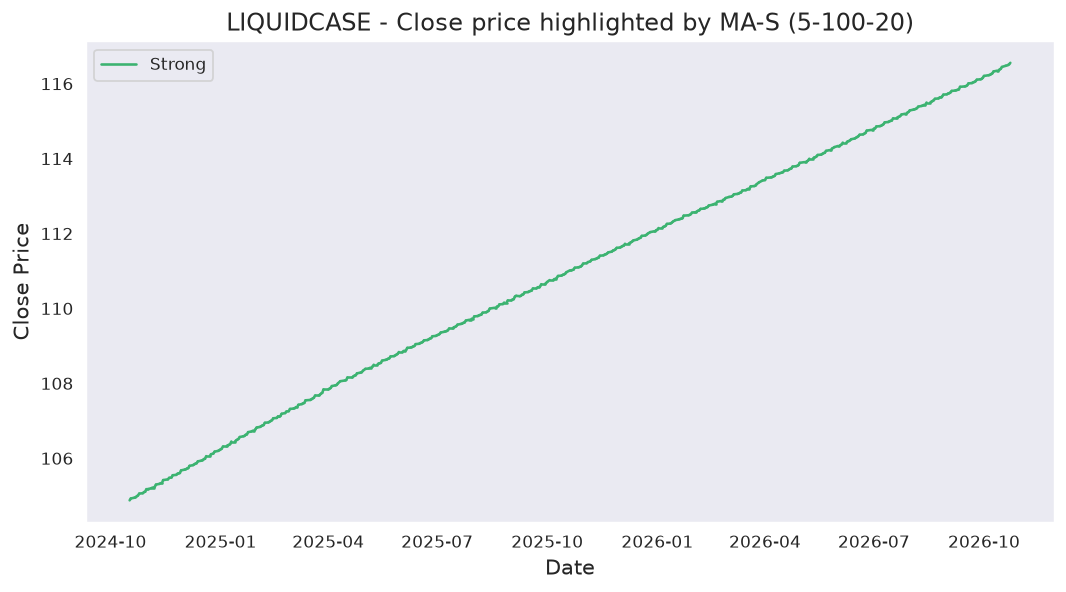 LIQUIDCASE - Close price highlighted by MA-S (5-100-20)
Strong
116
114
112
110
108
106
Close Price
2024-10 2025-01 2025-04 2025-07 2025-10 2026-01 2026-04 2026-07 2026-10
Date